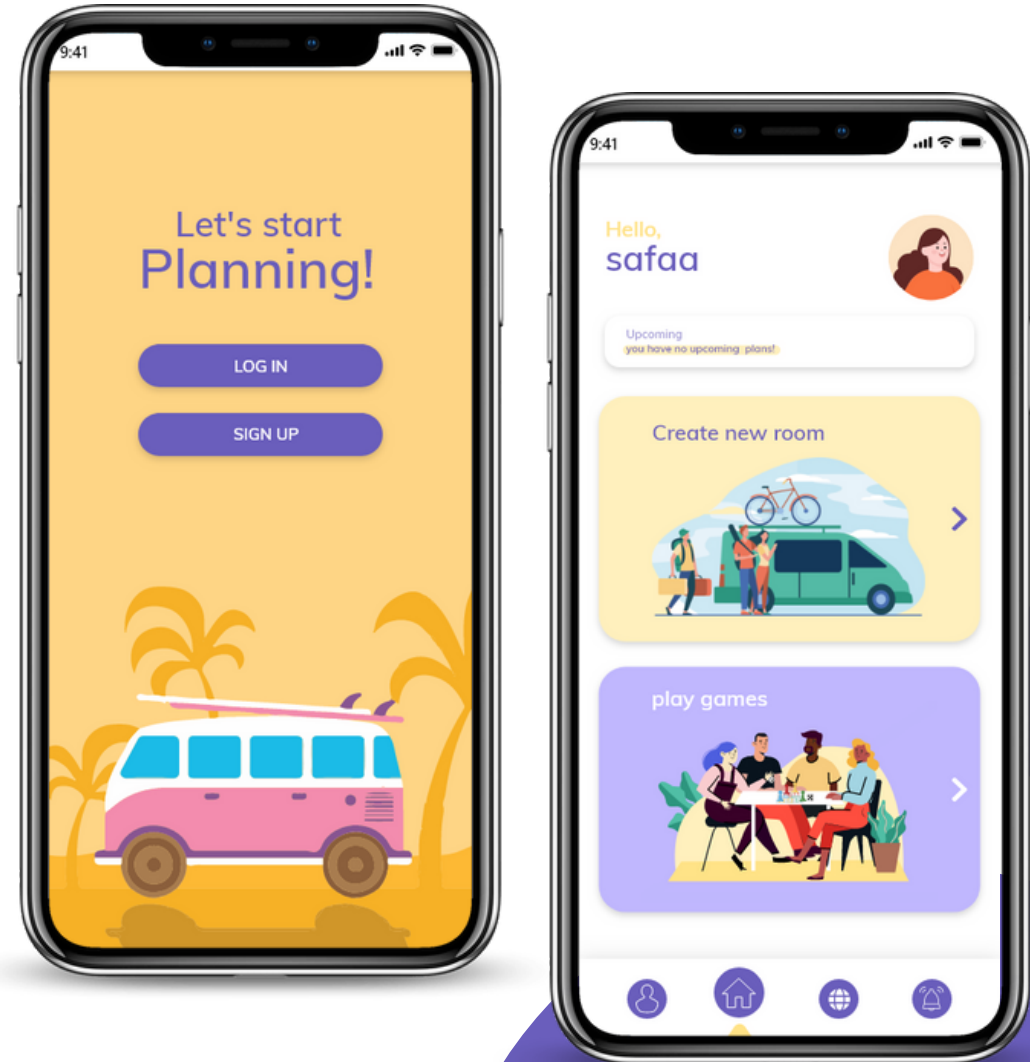 9:41
Let's start
Planning!
LOG IN
SIGN UP
9:41
Hello,
safaa
Upcoming
you have no upcoming plans!
Create new room
play games